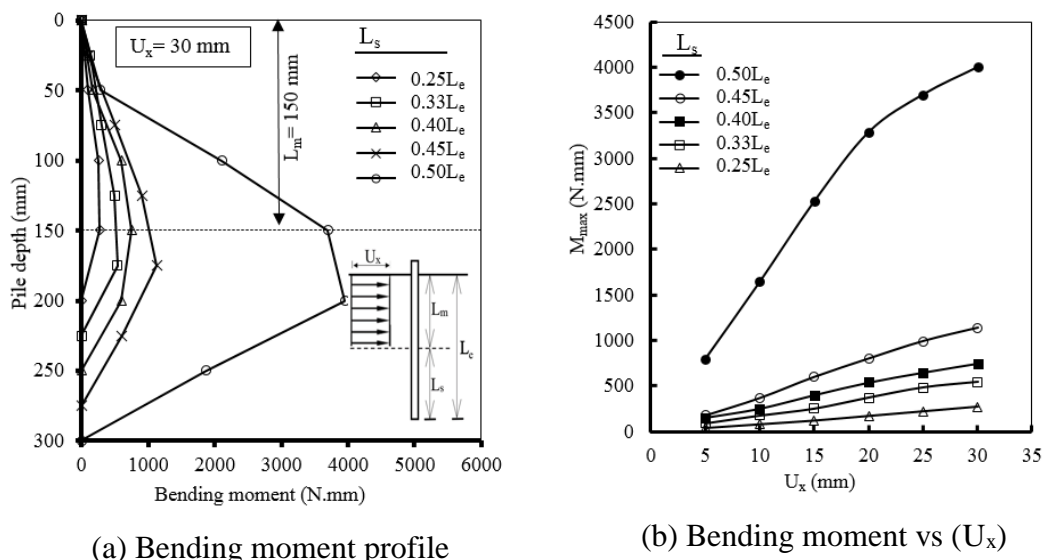 0
50
100
150
200
250
300
Pile depth (mm)
0
1000
2000
3000
4000
5000
6000
Bending moment (N.mm)
Uₓ= 30 mm
Lₘ= 150 mm
Lₛ
0.25Lₑ
0.33Lₑ
0.40Lₑ
0.45Lₑ
0.50Lₑ
Uₓ
Lₘ
Lₑ
Lₛ
(a) Bending moment profile
4500
4000
3500
3000
2500
2000
1500
1000
500
0
Mₘₐₓ (N.mm)
Lₛ
0.50Lₑ
0.45Lₑ
0.40Lₑ
0.33Lₑ
0.25Lₑ
0
5
10
15
20
25
30
35
Uₓ (mm)
(b) Bending moment vs (Uₓ)